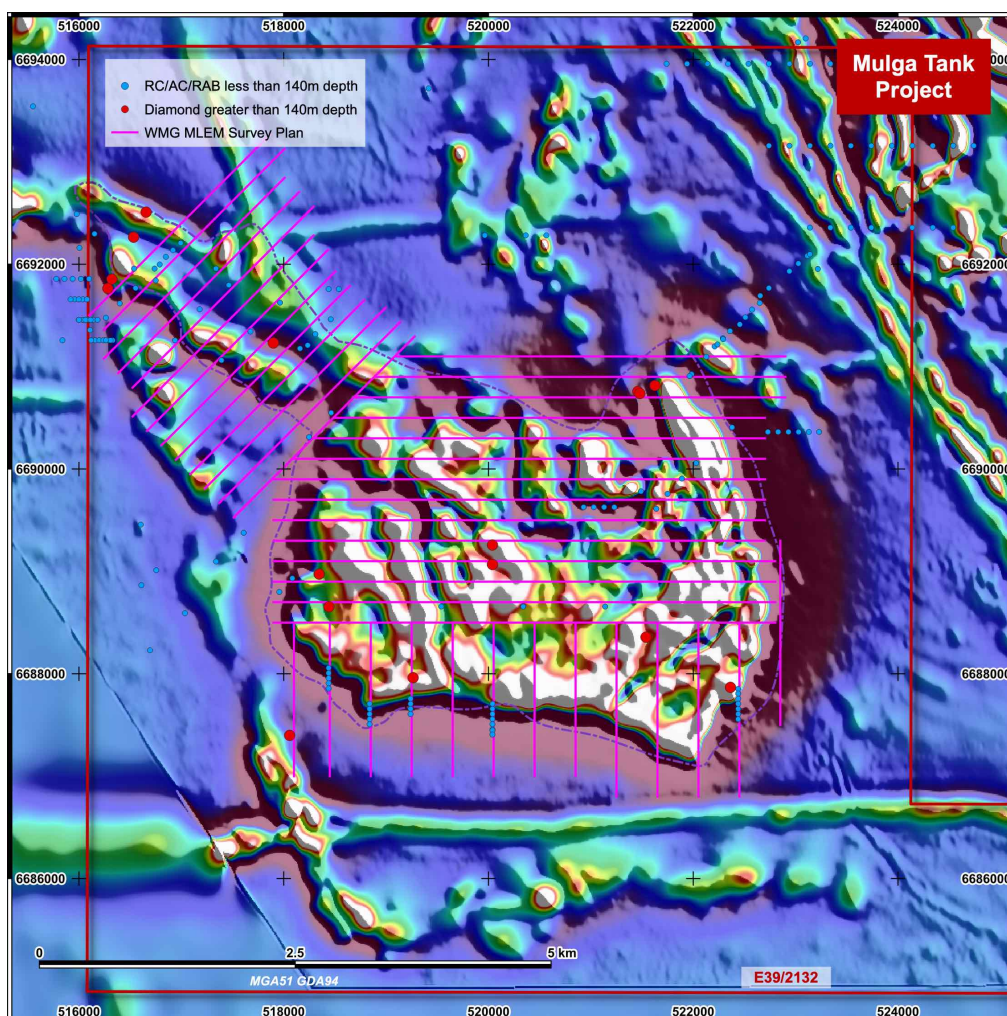 516000 518000 520000 522000 524000
6694000
Mulga Tank
Project
RC/AC/RAB less than 140m depth
Diamond greater than 140m depth
WMG MLEM Survey Plan
6694000
6692000 6692000
6690000 6690000
6688000 6688000
6686000 6686000
0 2.5 5 km
MGA51 GDA94
E39/2132
516000 518000 520000 522000 524000